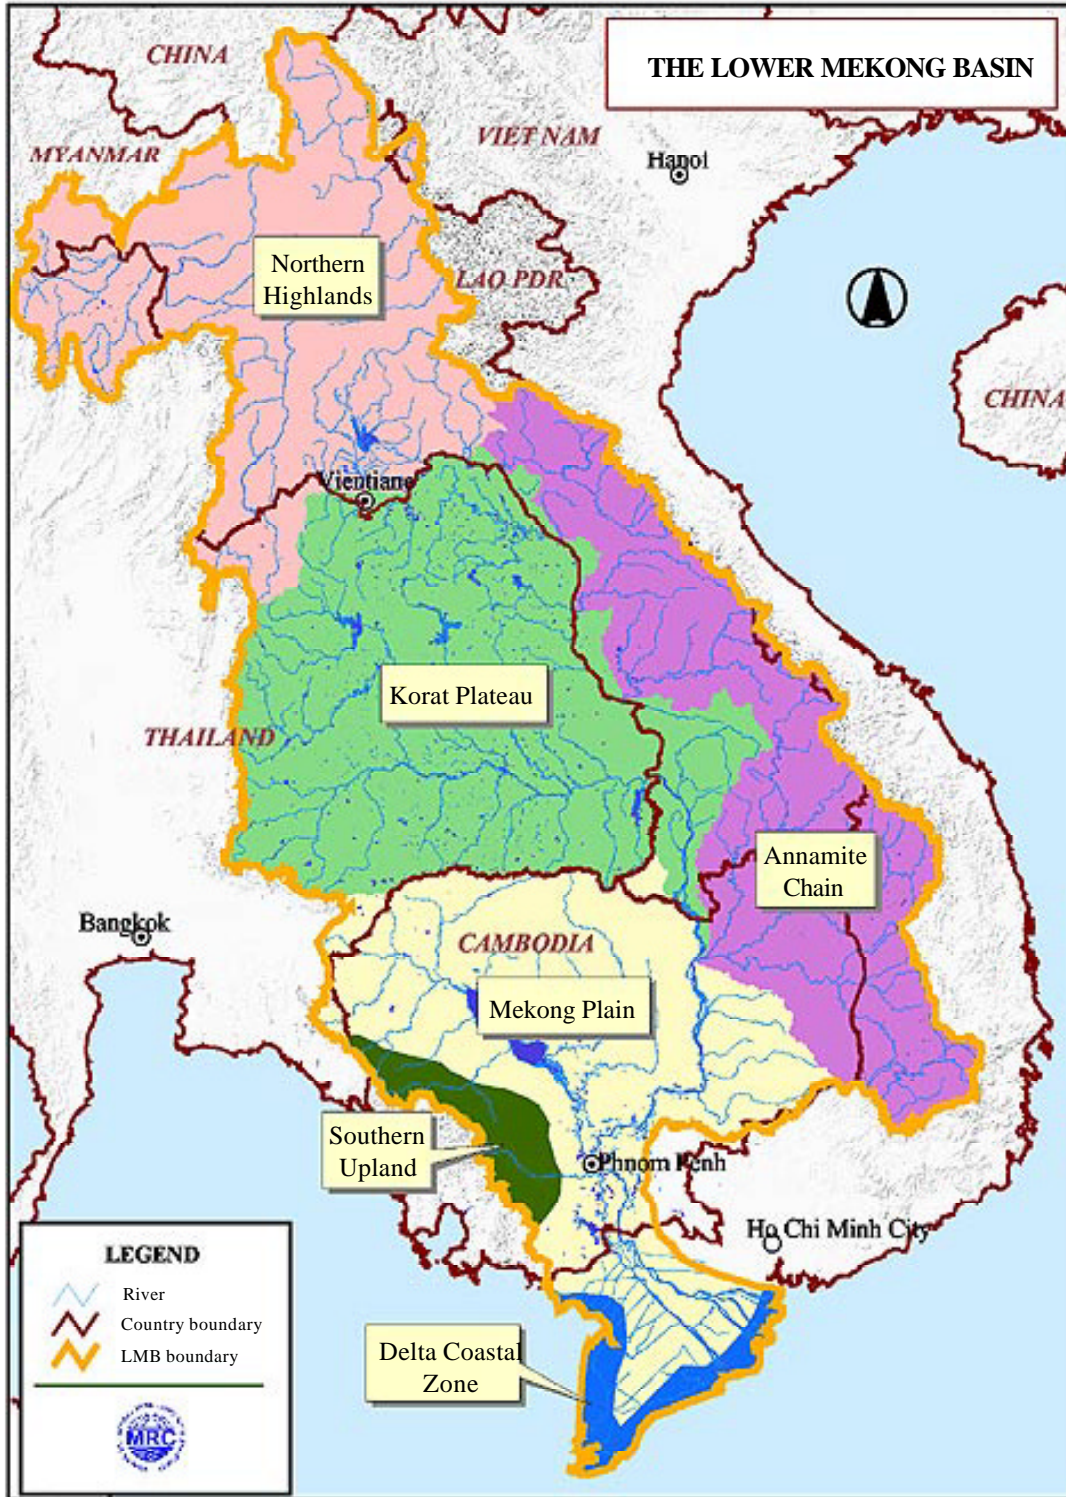 THE LOWER MEKONG BASIN
CHINA
VIET NAM
MYANMAR
Hanoi
Northern
Highlands
LAO PDR
CHINA
Vientiane
Korat Plateau
THAILAND
Annamite
Chain
Bangkok
CAMBODIA
Mekong Plain
Southern
Upland
Phnom Penh
Ho Chi Minh City
LEGEND
River
Country boundary
LMB boundary
Delta Coastal
Zone
MRC